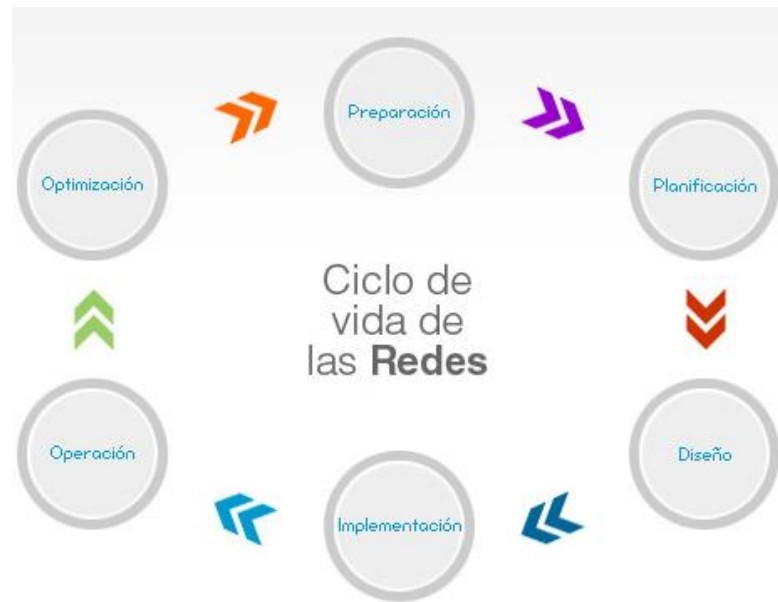 Preparación
Planificación
Diseño
Implementación
Operación
Optimización
Ciclo de
vida de
las Redes